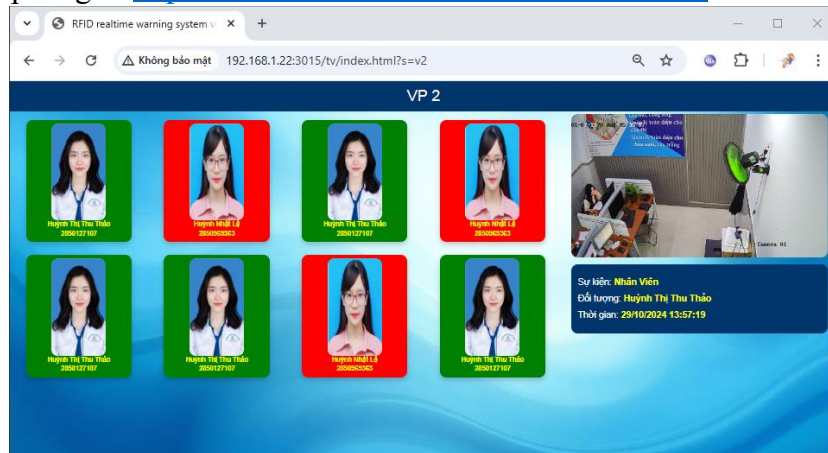 RFID realtime warning system v
Không bảo mật 192.168.1.22:3015/tv/index.html?s=v2
VP 2
Huỳnh Thị Thu Thảo
2850127107
Huỳnh Nhật Lệ
2850963363
Huỳnh Thị Thu Thảo
2850127107
Huỳnh Nhật Lệ
2850963363
Huỳnh Thị Thu Thảo
2850127107
Huỳnh Thị Thu Thảo
2850127107
Huỳnh Nhật Lệ
2850963363
Huỳnh Thị Thu Thảo
2850127107
Camera 01
Sự kiện: Nhân Viên
Đối tượng: Huỳnh Thị Thu Thảo
Thời gian: 29/10/2024 13:57:19